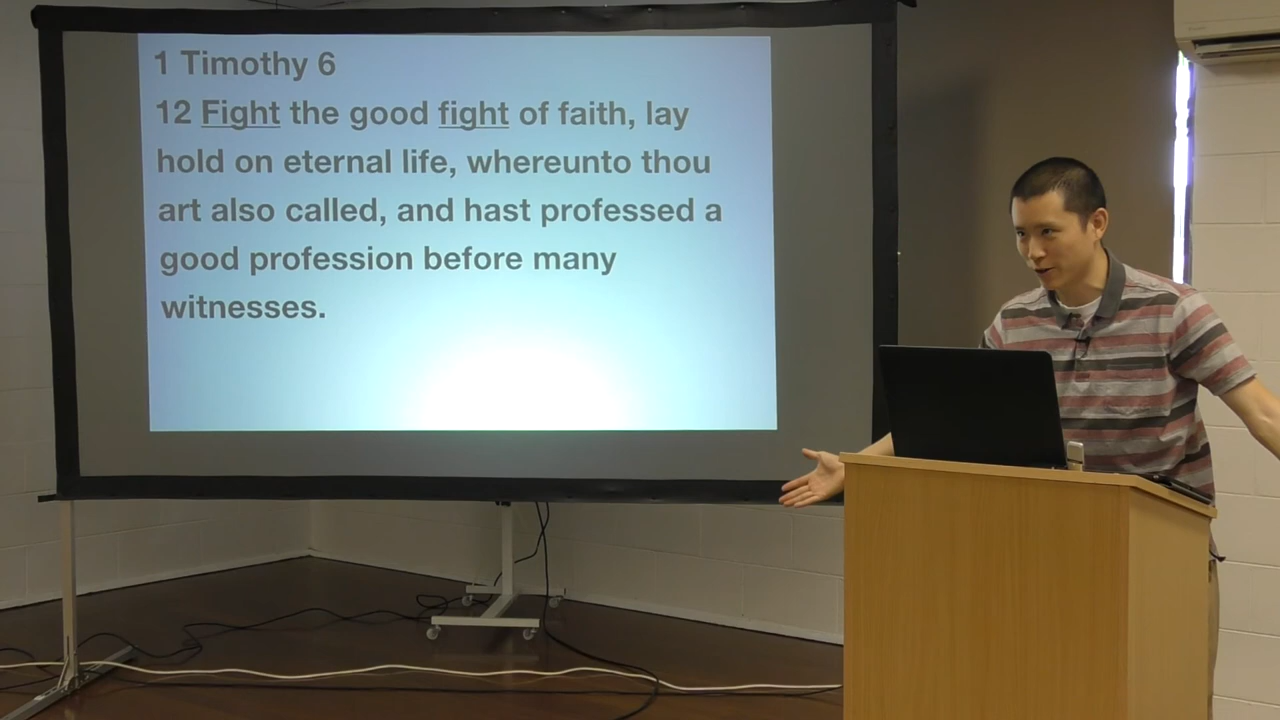 1 Timothy 6
12 Fight the good fight of faith, lay
hold on eternal life, whereunto thou
art also called, and hast professed a
good profession before many
witnesses.